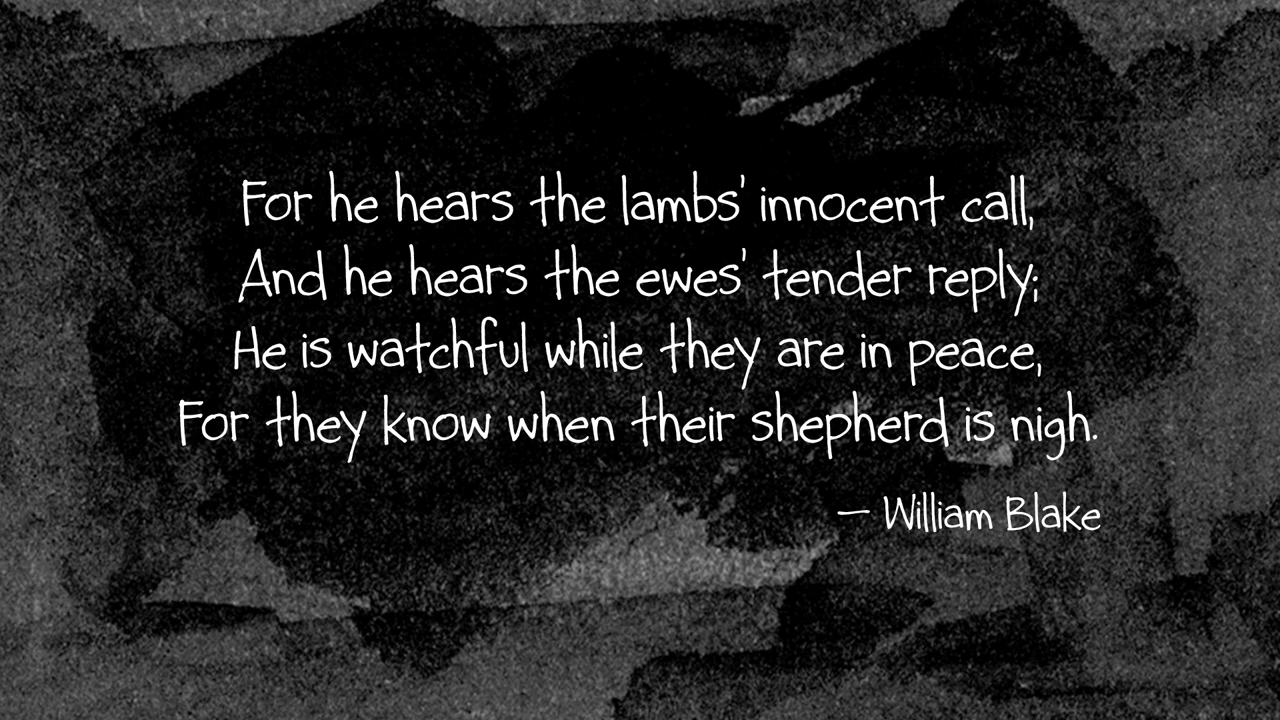 For he hears the lambs' innocent call,
And he hears the ewes' tender reply;
He is watchful while they are in peace,
For they know when their shepherd is nigh.
— William Blake